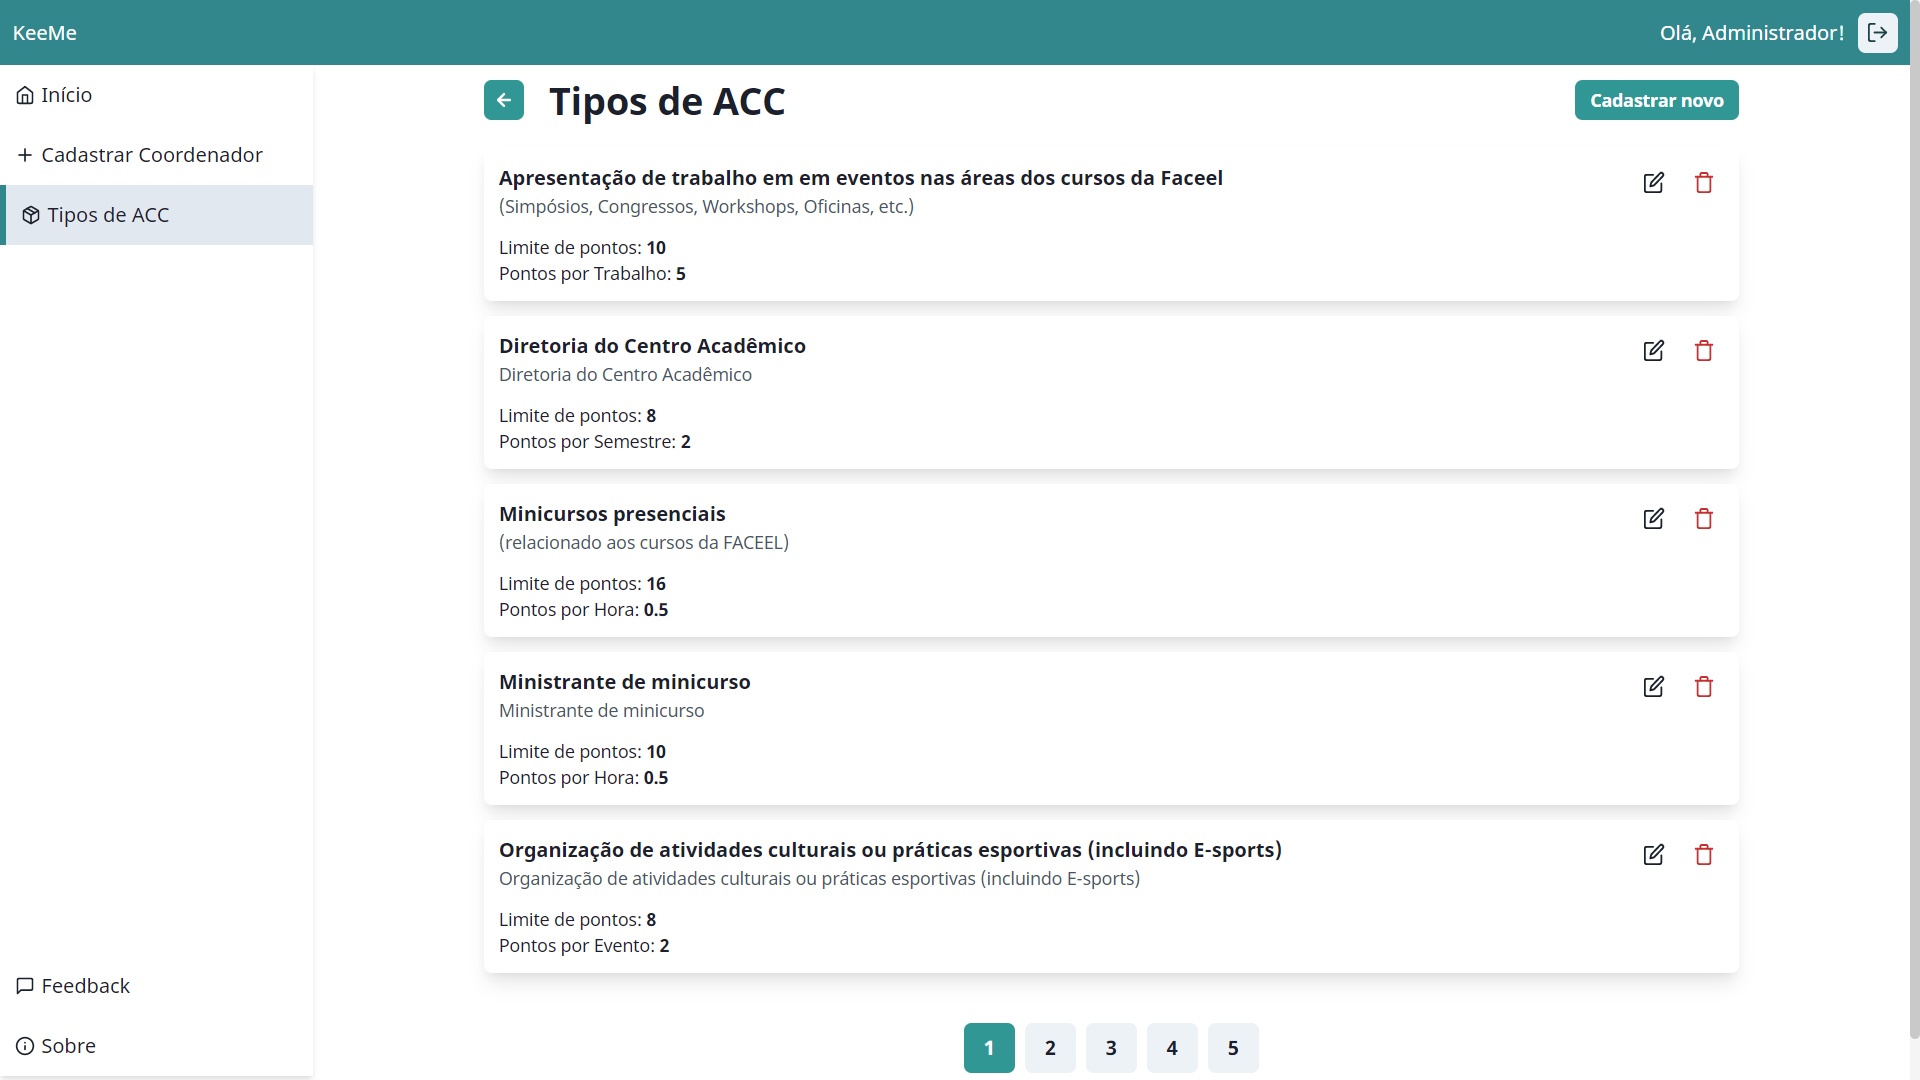 KeeMe
Olá, Administrador!
Início
Cadastrar Coordenador
Tipos de ACC
Feedback
Sobre
Tipos de ACC
Cadastrar novo
Apresentação de trabalho em em eventos nas áreas dos cursos da Faceel
(Simpósios, Congressos, Workshops, Oficinas, etc.)
Limite de pontos: 10
Pontos por Trabalho: 5
Diretoria do Centro Acadêmico
Diretoria do Centro Acadêmico
Limite de pontos: 8
Pontos por Semestre: 2
Minicursos presenciais
(relacionado aos cursos da FACEEL)
Limite de pontos: 16
Pontos por Hora: 0.5
Ministrante de minicurso
Ministrante de minicurso
Limite de pontos: 10
Pontos por Hora: 0.5
Organização de atividades culturais ou práticas esportivas (incluindo E-sports)
Organização de atividades culturais ou práticas esportivas (incluindo E-sports)
Limite de pontos: 8
Pontos por Evento: 2
1 2 3 4 5